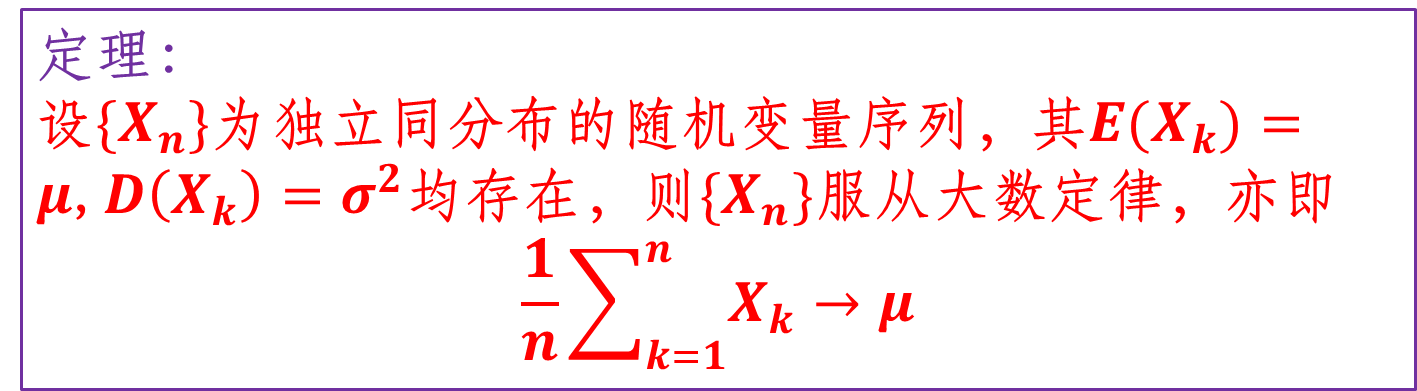 定理：
设{Xₙ}为独立同分布的随机变量序列，其E(Xₖ) =
μ, D(Xₖ) = σ²均存在，则{Xₙ}服从大数定律，亦即
1/n ∑ₖ₌₁ⁿ Xₖ → μ